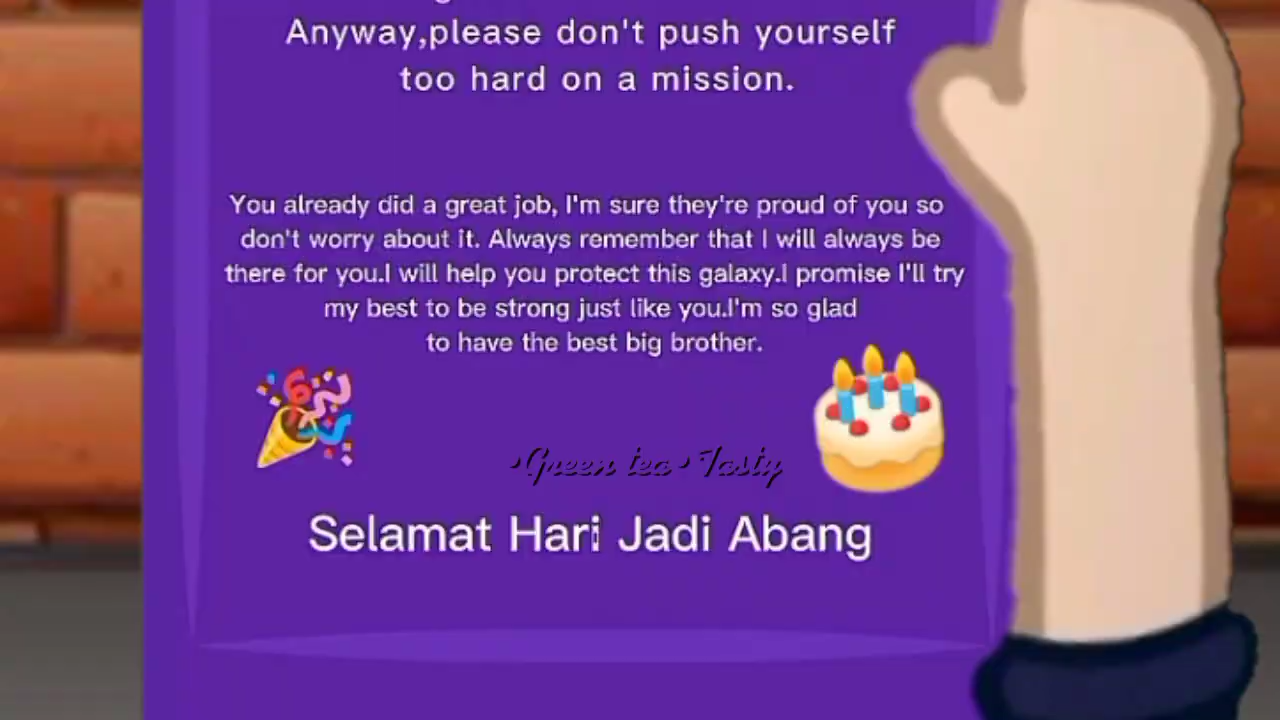 Anyway,please don't push yourself
too hard on a mission.
You already did a great job, I'm sure they're proud of you so
don't worry about it. Always remember that I will always be
there for you.I will help you protect this galaxy.I promise I'll try
my best to be strong just like you.I'm so glad
to have the best big brother.
•Green tea•Tasty
Selamat Hari Jadi Abang